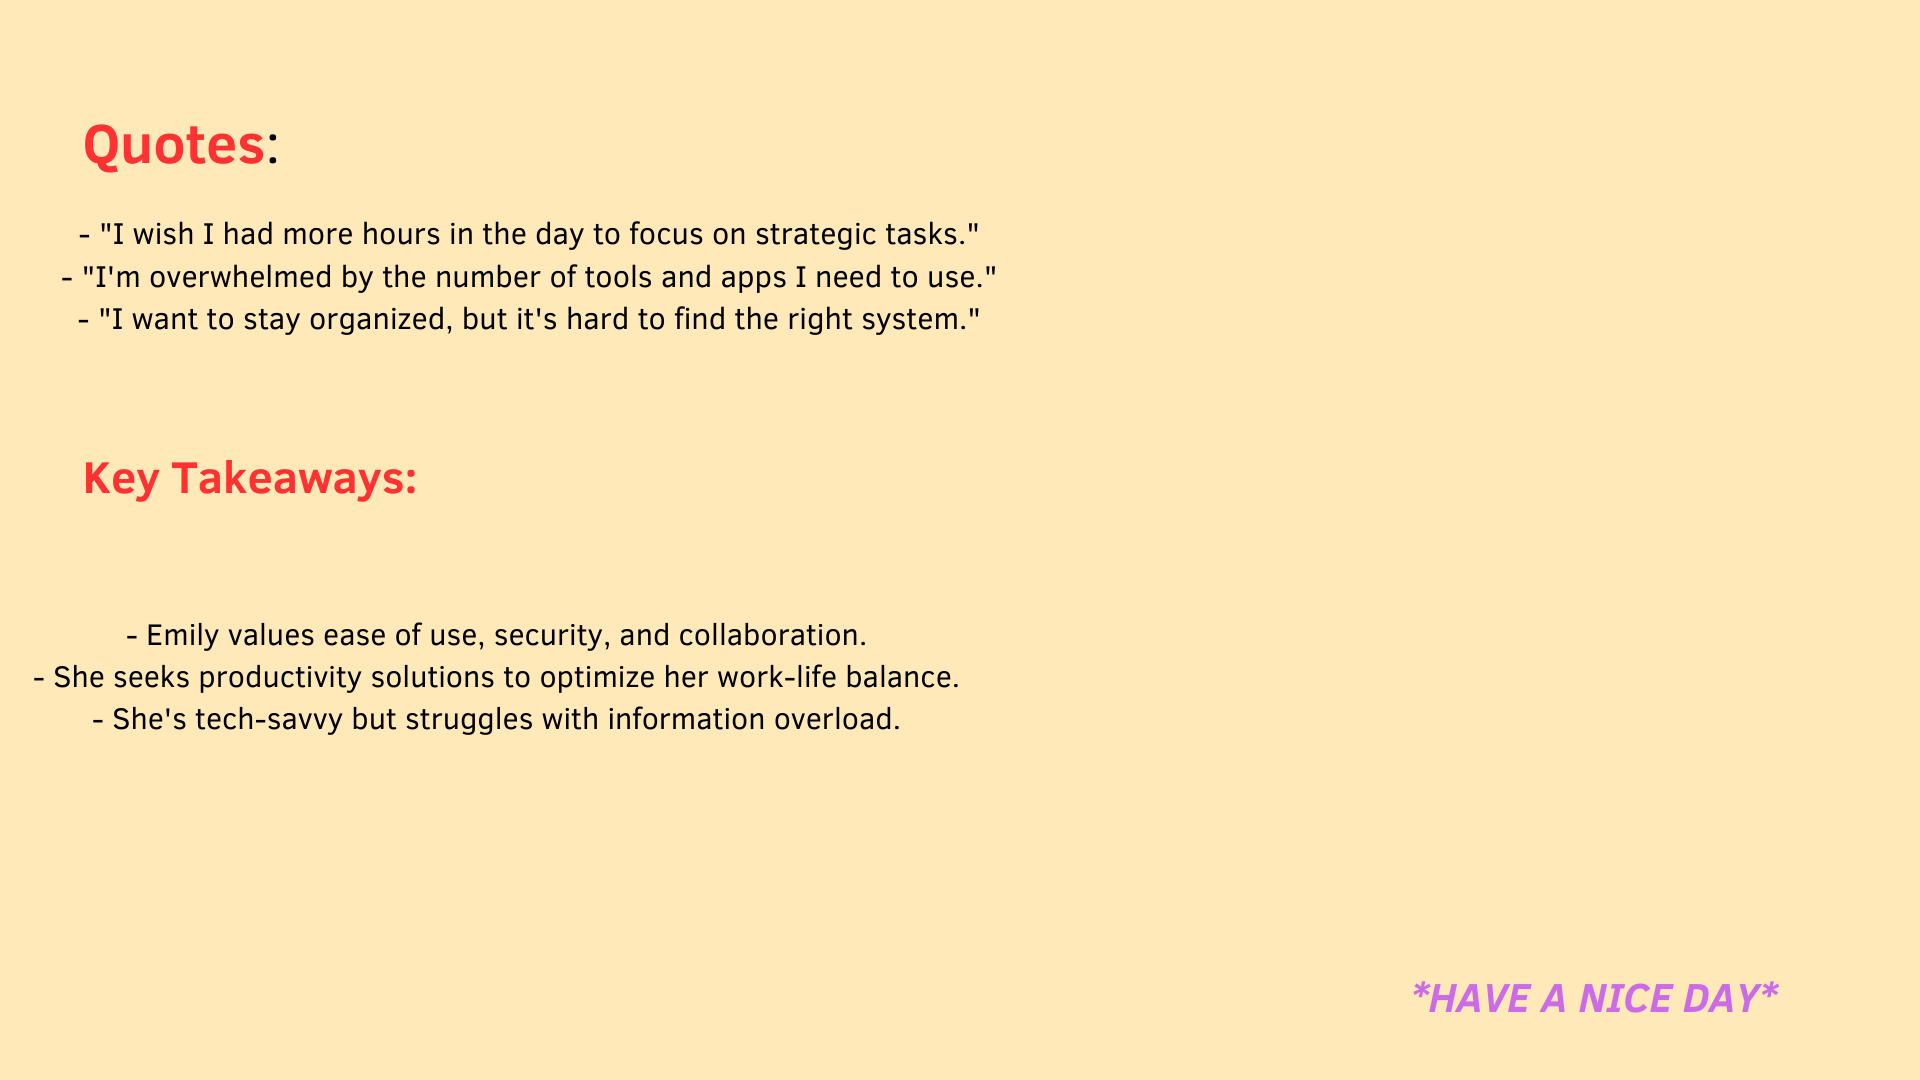 Quotes:
- "I wish I had more hours in the day to focus on strategic tasks."
- "I'm overwhelmed by the number of tools and apps I need to use."
- "I want to stay organized, but it's hard to find the right system."
Key Takeaways:
- Emily values ease of use, security, and collaboration.
- She seeks productivity solutions to optimize her work-life balance.
- She's tech-savvy but struggles with information overload.
*HAVE A NICE DAY*